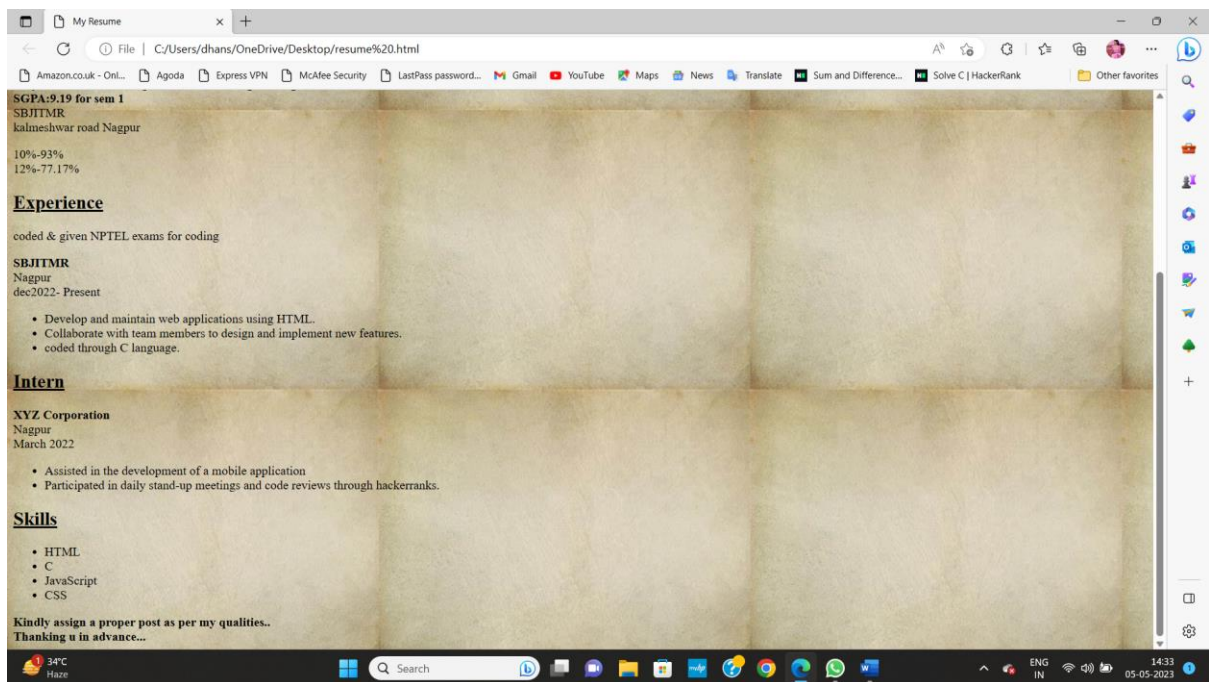 My Resume
File | C:/Users/dhans/OneDrive/Desktop/resume%20.html
Amazon.co.uk - Onl... Agoda Express VPN McAfee Security LastPass password... Gmail YouTube Maps News Translate Sum and Difference... Solve C | HackerRank Other favorites
SGPA:9.19 for sem 1
SBJITMR
kalmeshwar road Nagpur
10%-93%
12%-77.17%
Experience
coded & given NPTEL exams for coding
SBJITMR
Nagpur
dec2022- Present
• Develop and maintain web applications using HTML.
• Collaborate with team members to design and implement new features.
• coded through C language.
Intern
XYZ Corporation
Nagpur
March 2022
• Assisted in the development of a mobile application
• Participated in daily stand-up meetings and code reviews through hackerranks.
Skills
• HTML
• C
• JavaScript
• CSS
Kindly assign a proper post as per my qualities..
Thanking u in advance...
1 34°C
Haze
Search
ENG
IN
14:33
05-05-2023
1